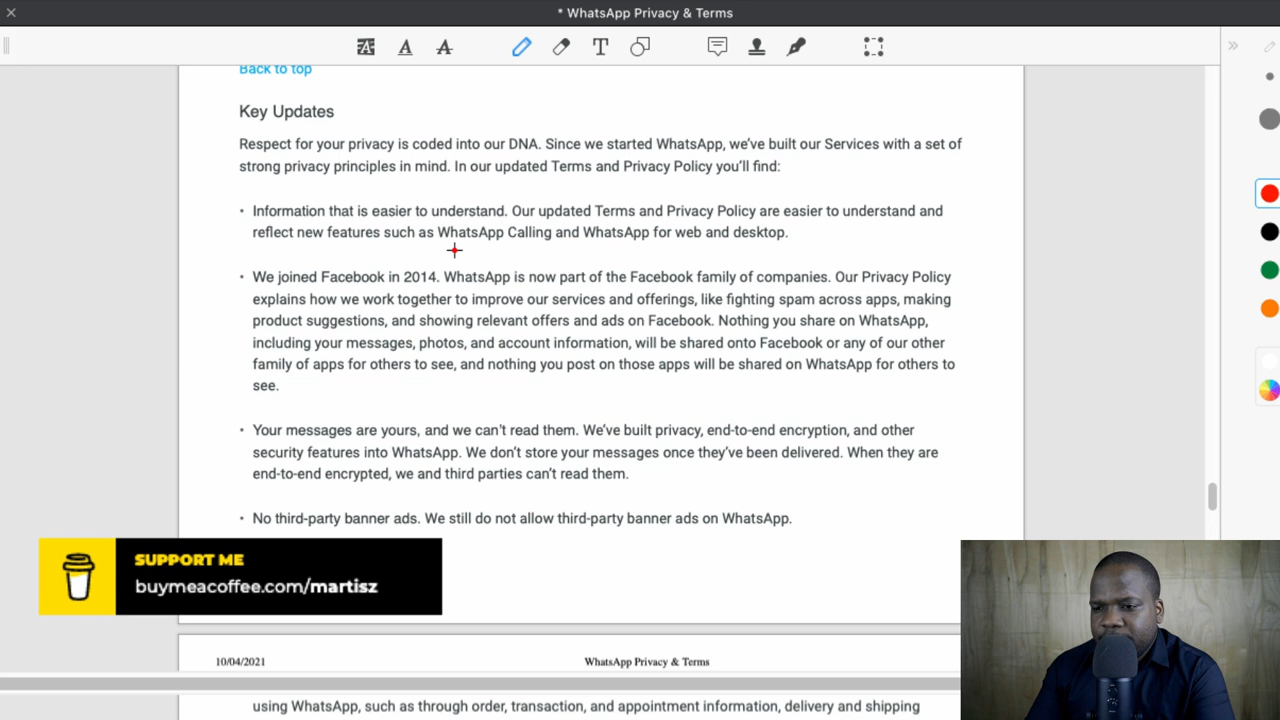 * WhatsApp Privacy & Terms
A A A T
Back to top
Key Updates
Respect for your privacy is coded into our DNA. Since we started WhatsApp, we've built our Services with a set of
strong privacy principles in mind. In our updated Terms and Privacy Policy you'll find:
• Information that is easier to understand. Our updated Terms and Privacy Policy are easier to understand and
reflect new features such as WhatsApp Calling and WhatsApp for web and desktop.
• We joined Facebook in 2014. WhatsApp is now part of the Facebook family of companies. Our Privacy Policy
explains how we work together to improve our services and offerings, like fighting spam across apps, making
product suggestions, and showing relevant offers and ads on Facebook. Nothing you share on WhatsApp,
including your messages, photos, and account information, will be shared onto Facebook or any of our other
family of apps for others to see, and nothing you post on those apps will be shared on WhatsApp for others to
see.
• Your messages are yours, and we can't read them. We've built privacy, end-to-end encryption, and other
security features into WhatsApp. We don't store your messages once they've been delivered. When they are
end-to-end encrypted, we and third parties can't read them.
• No third-party banner ads. We still do not allow third-party banner ads on WhatsApp.
SUPPORT ME
buymeacoffee.com/martisz
10/04/2021 WhatsApp Privacy & Terms
using WhatsApp, such as through order, transaction, and appointment information, delivery and shipping